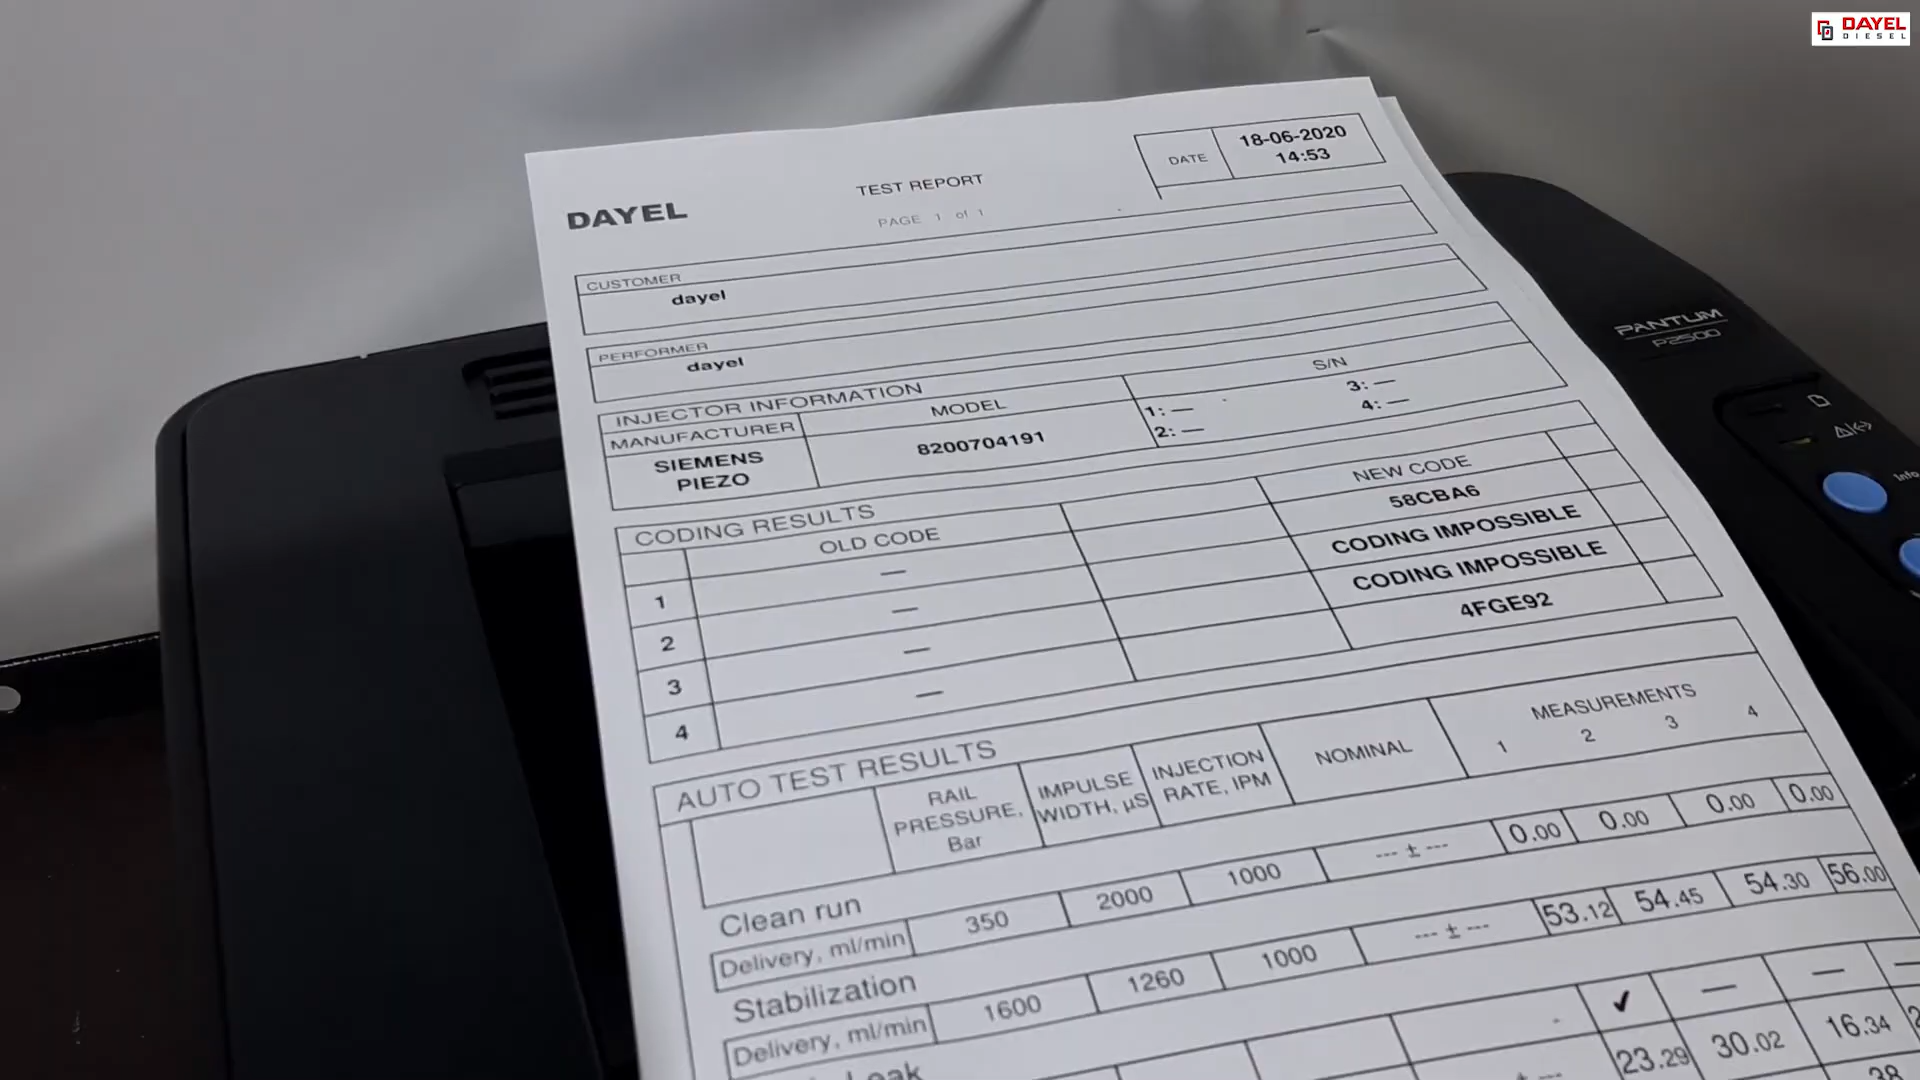 DAYEL
DIESEL
DAYEL
TEST REPORT
PAGE 1 of 1
DATE
18-06-2020
14:53
CUSTOMER
dayel
PERFORMER
dayel
INJECTOR INFORMATION
MANUFACTURER
MODEL
S/N
SIEMENS
PIEZO
8200704191
1: —
3: —
2: —
4: —
CODING RESULTS
OLD CODE
NEW CODE
1 — 58CBA6
2 — CODING IMPOSSIBLE
3 — CODING IMPOSSIBLE
4 — 4FGE92
AUTO TEST RESULTS
RAIL
PRESSURE,
Bar
IMPULSE
WIDTH, µS
INJECTION
RATE, IPM
NOMINAL
MEASUREMENTS
1 2 3 4
Clean run
Delivery, ml/min 350 2000 1000 --- ± --- 0.00 0.00 0.00 0.00
Stabilization
Delivery, ml/min 1600 1260 1000 --- ± --- 53.12 54.45 54.30 56.00
Leak
✓ — — —
23.29 30.02 16.34
PANTUM
P2500
Info